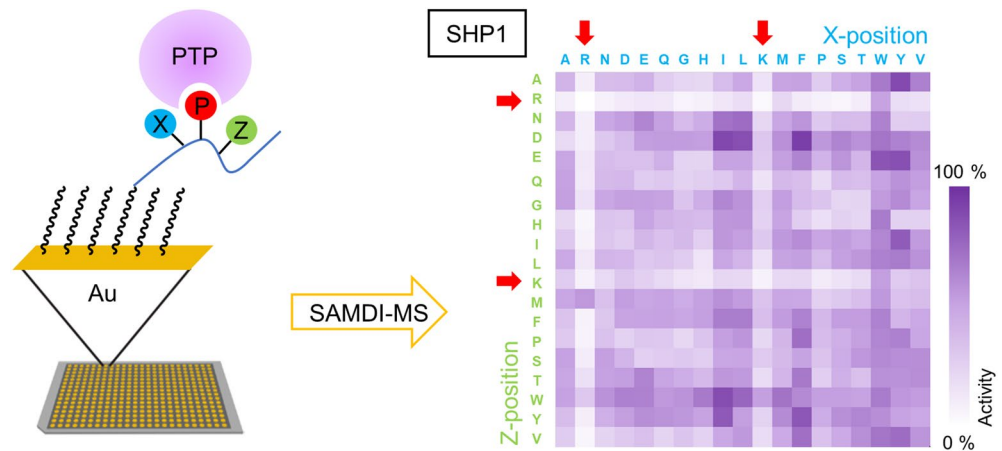 PTP
P
X
Z
Au
SAMDI-MS
SHP1
X-position
A R N D E Q G H I L K M F P S T W Y V
A
R
N
D
E
Q
G
H
I
L
K
M
F
P
S
T
W
Y
V
Z-position
100 %
Activity
0 %